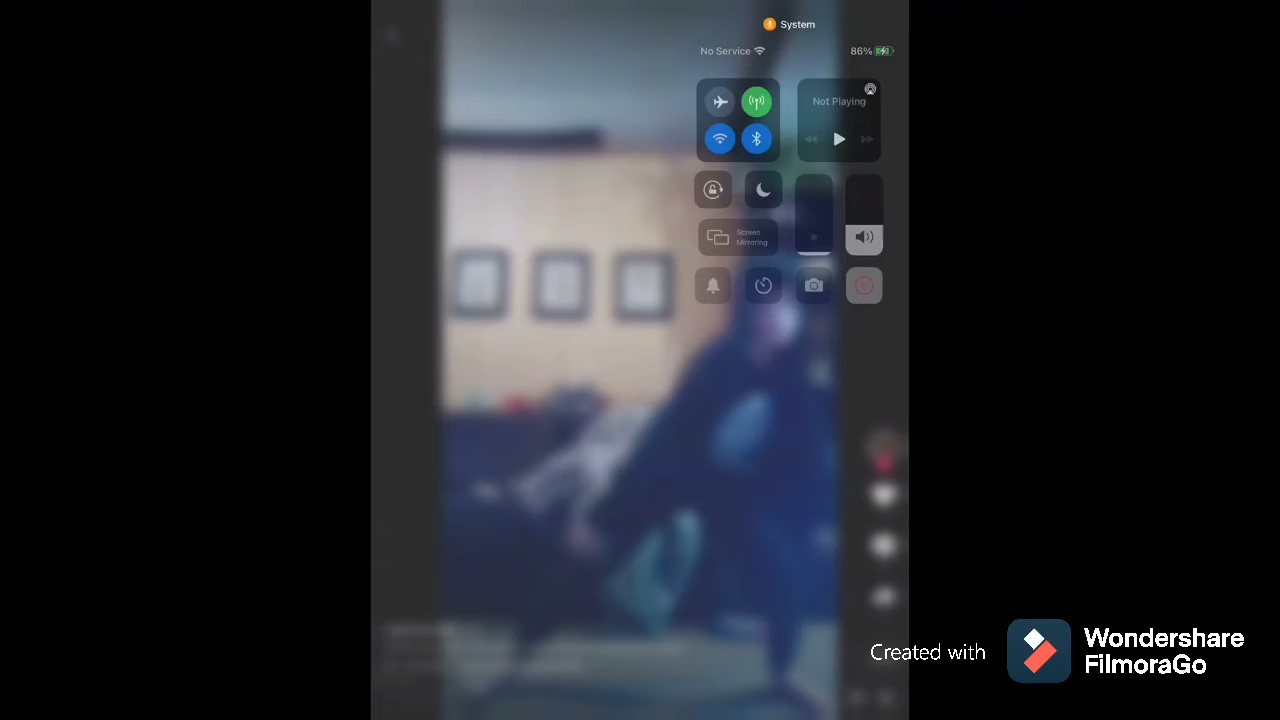 System
No Service
86%
Not Playing
Screen
Mirroring
Created with
Wondershare
FilmoraGo